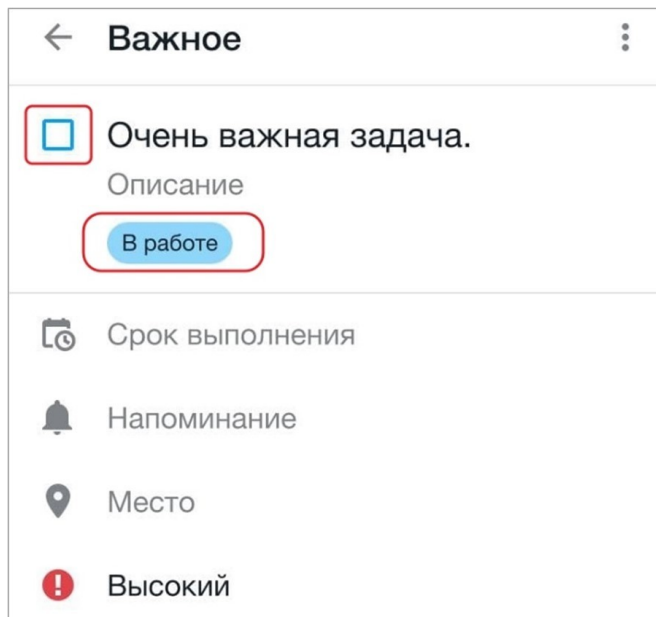 Важное
Очень важная задача.
Описание
В работе
Срок выполнения
Напоминание
Место
Высокий